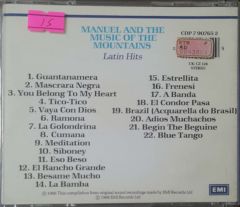 15
CDP 7 90765 2
MANUEL AND THE
MUSIC OF THE
MOUNTAINS
Latin Hits
UK: CZ 128
STEREO
1. Guantanamera
2. Mascrara Negra
3. You Belong To My Heart
4. Tico-Tico
5. Vaya Con Dios
6. Ramona
7. La Golondrina
8. Cumana
9. Meditation
10. Siboney
11. Eso Beso
12. El Rancho Grande
13. Besame Mucho
14. La Bamba
15. Estrellita
16. Frenesi
17. A Banda
18. El Condor Pasa
19. Brazil (Acquarella do Brasil)
20. Adios Muchachos
21. Begin The Beguine
22. Blue Tango
EMI